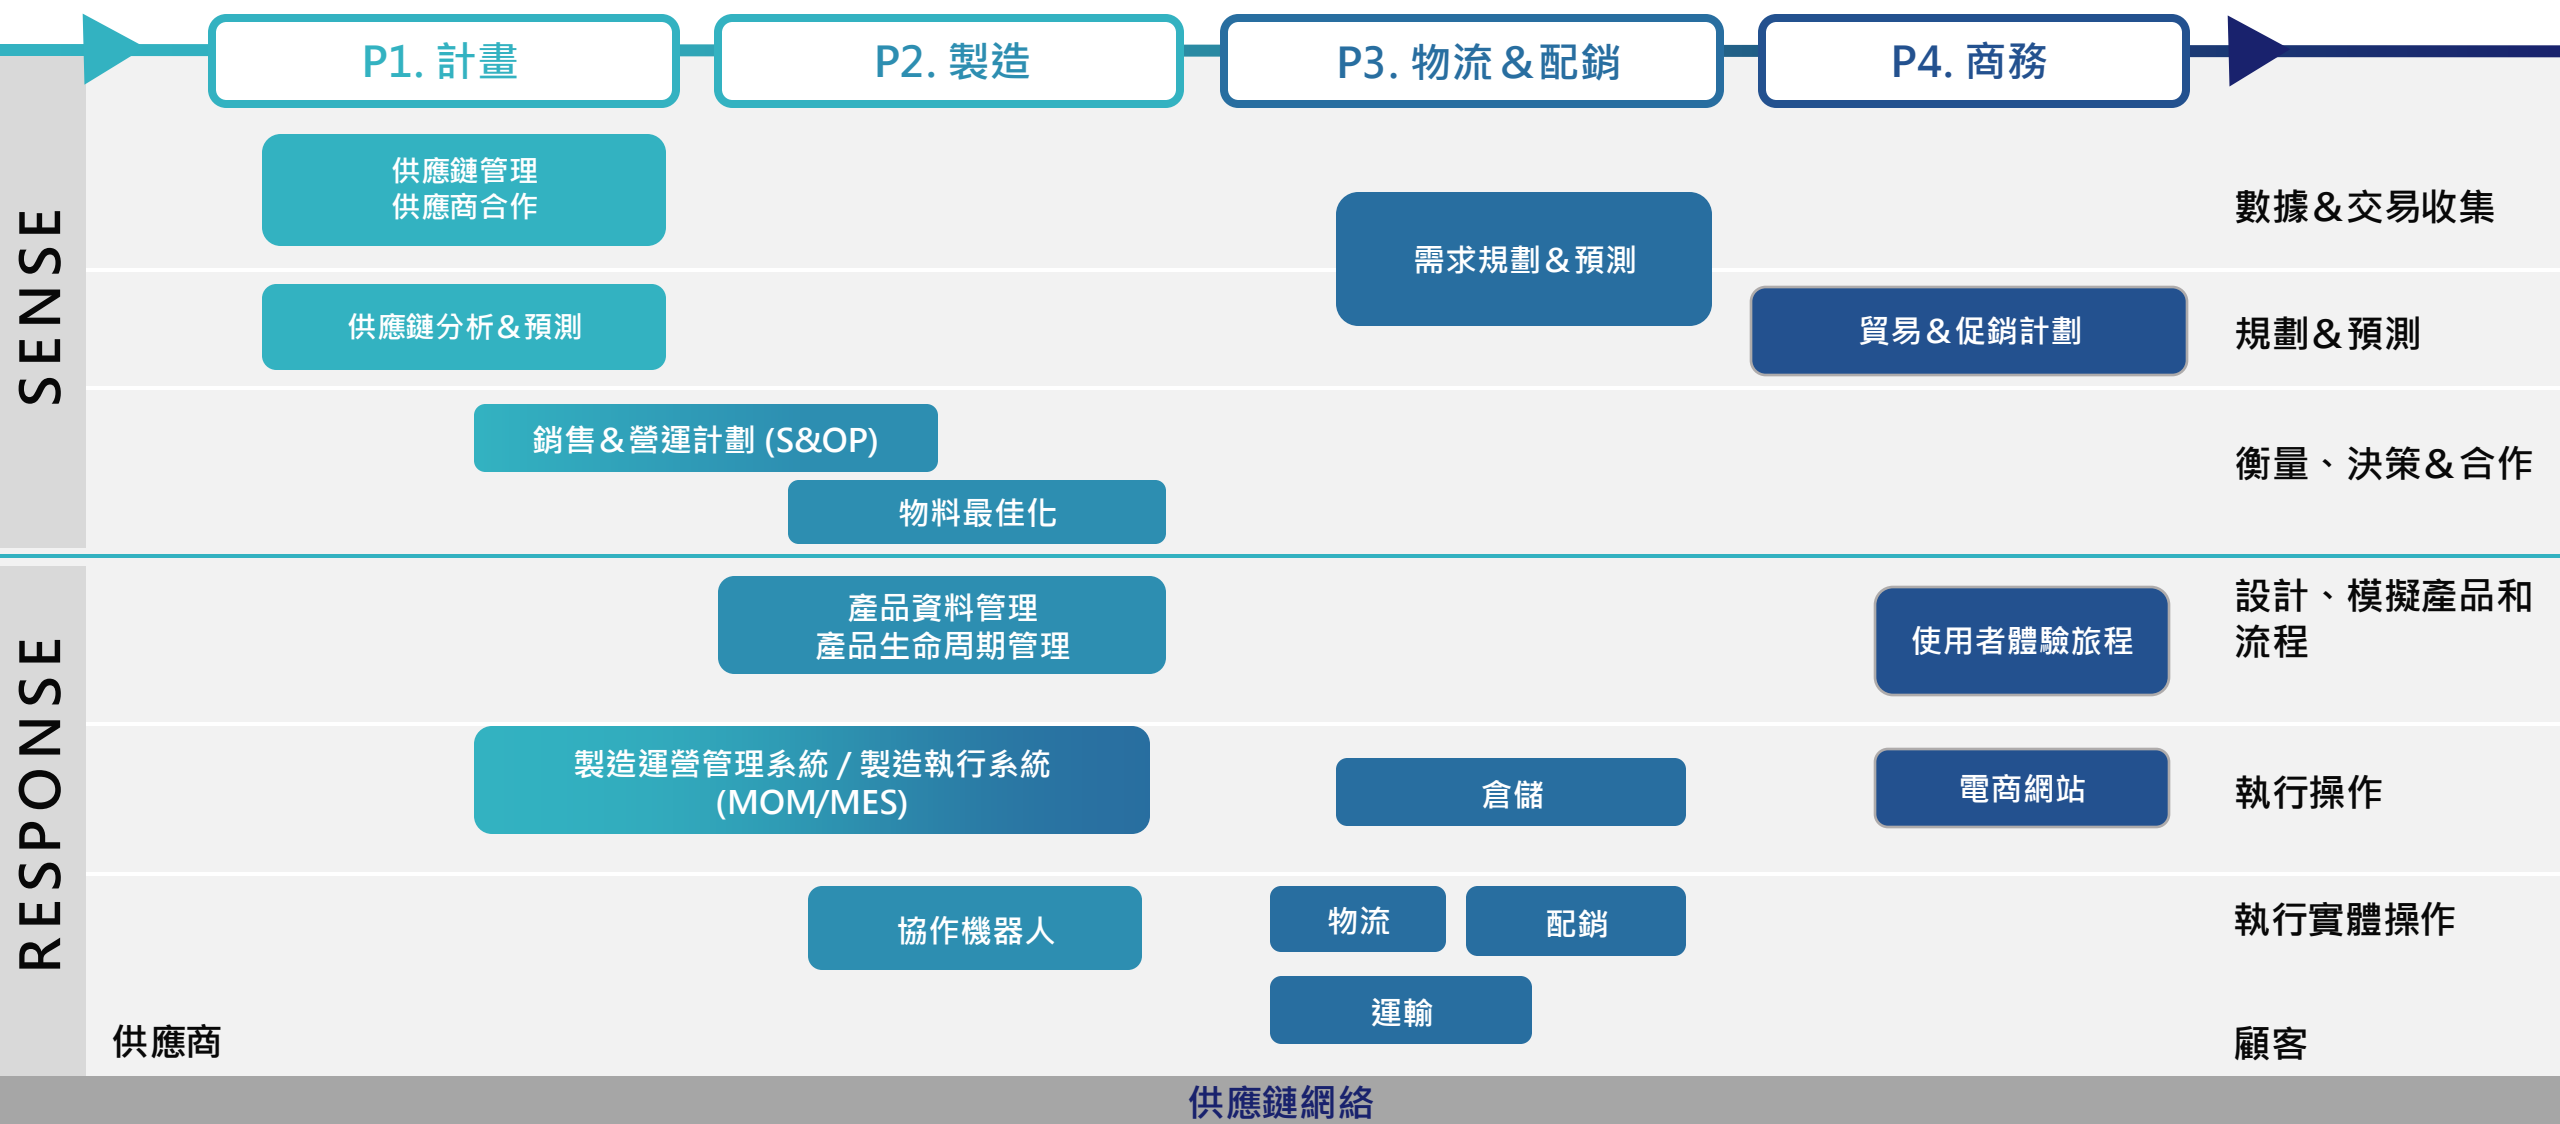 P1. 計畫
P2. 製造
P3. 物流＆配銷
P4. 商務
SENSE
供應鏈管理
供應商合作
需求規劃＆預測
數據＆交易收集
供應鏈分析＆預測
貿易＆促銷計劃
規劃＆預測
銷售＆營運計劃 (S&OP)
物料最佳化
衡量、決策＆合作
RESPONSE
產品資料管理
產品生命周期管理
使用者體驗旅程
設計、模擬產品和
流程
製造運營管理系統 / 製造執行系統
(MOM/MES)
倉儲
電商網站
執行操作
協作機器人
物流
配銷
執行實體操作
運輸
供應商
顧客
供應鏈網絡